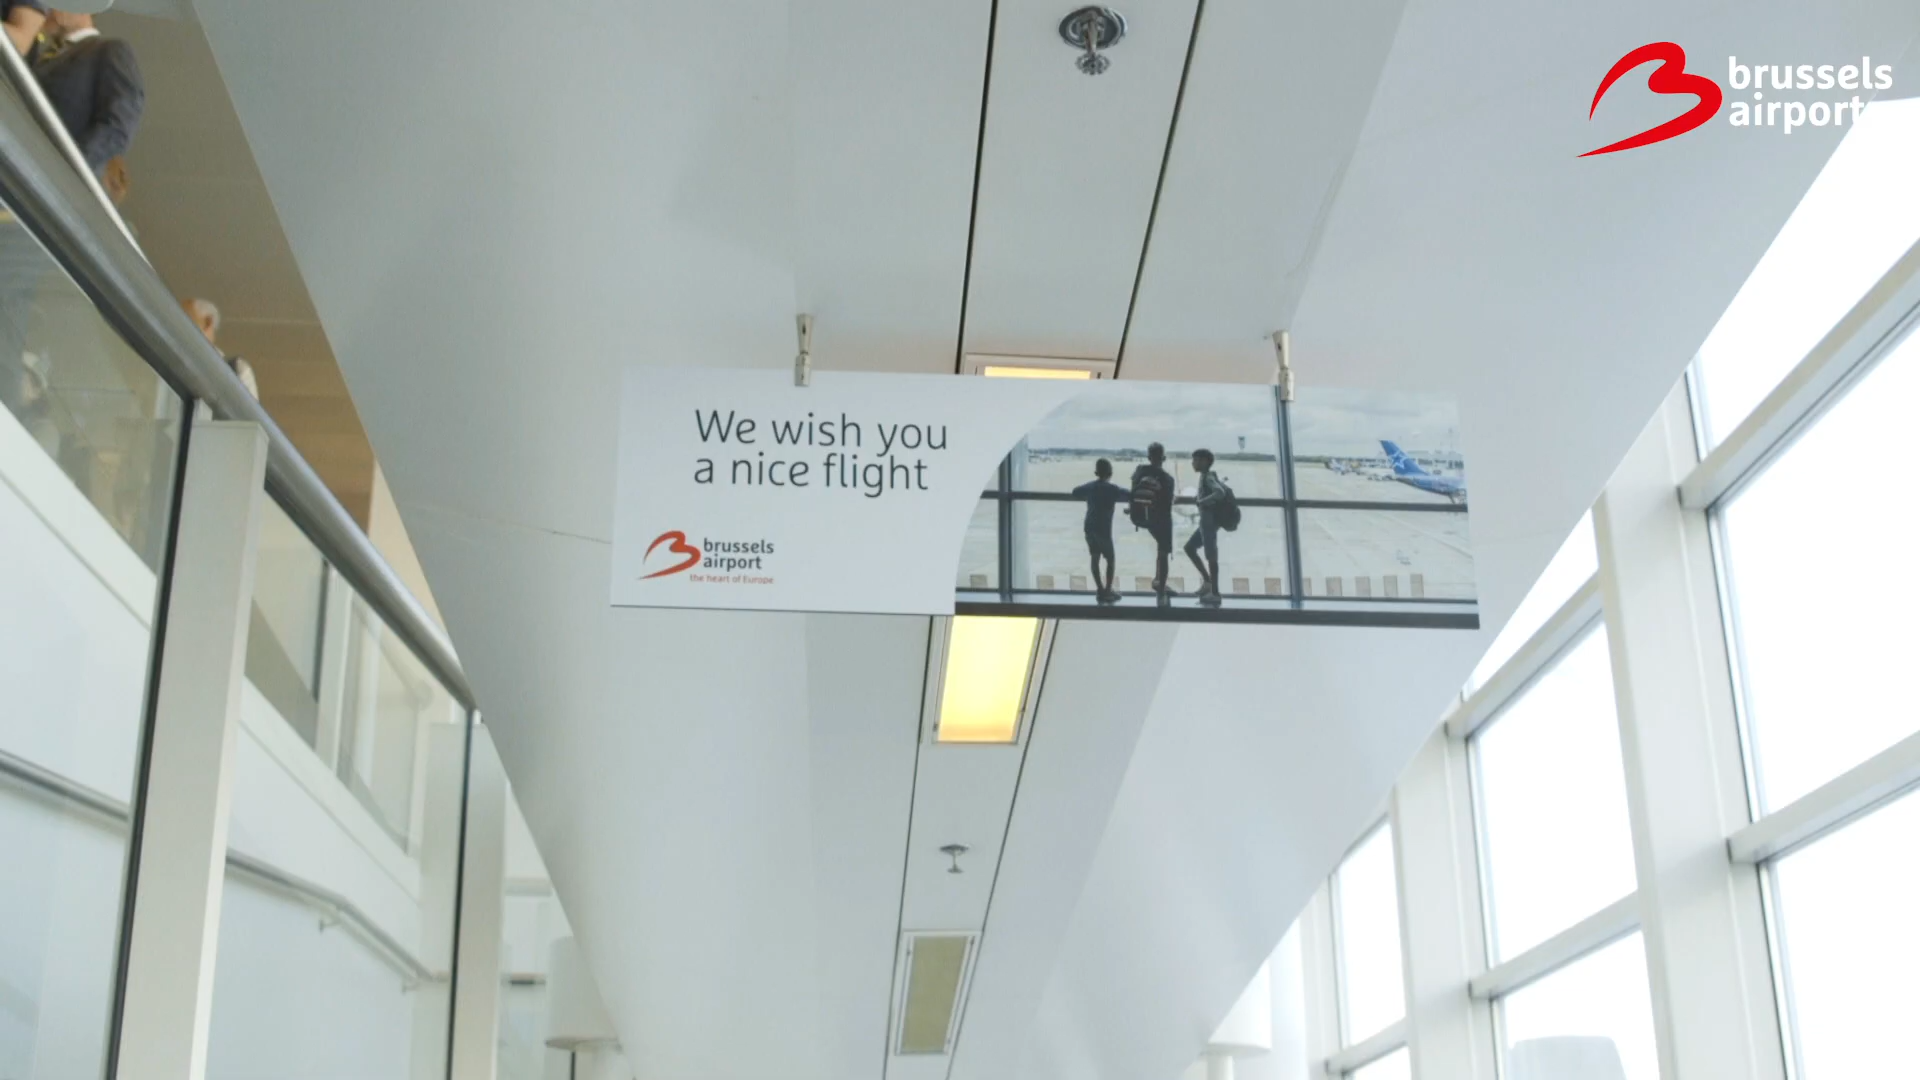 brussels
airport
We wish you
a nice flight
brussels
airport
the heart of Europe